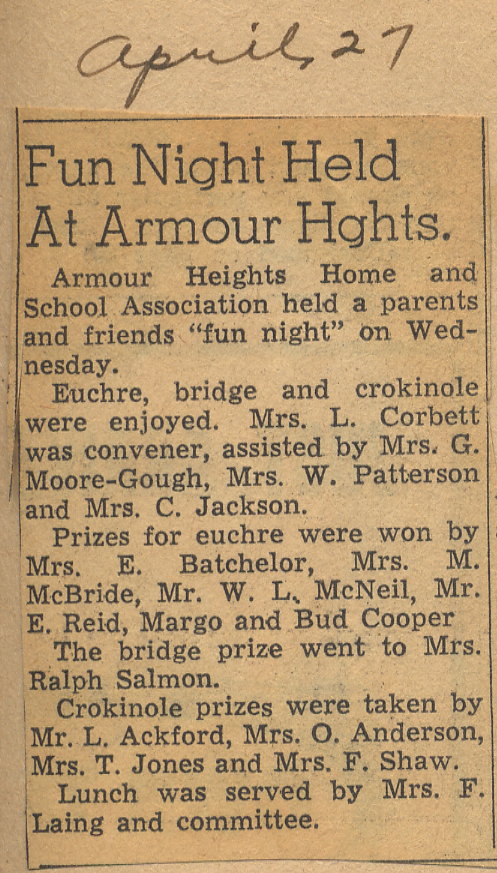 April 27
Fun Night Held
At Armour Hghts.
Armour Heights Home and
School Association held a parents
and friends "fun night" on Wed-
nesday.
Euchre, bridge and crokinole
were enjoyed. Mrs. L. Corbett
was convener, assisted by Mrs. G.
Moore-Gough, Mrs. W. Patterson
and Mrs. C. Jackson.
Prizes for euchre were won by
Mrs. E. Batchelor, Mrs. M.
McBride, Mr. W. L. McNeil, Mr.
E. Reid, Margo and Bud Cooper
The bridge prize went to Mrs.
Ralph Salmon.
Crokinole prizes were taken by
Mr. L. Ackford, Mrs. O. Anderson,
Mrs. T. Jones and Mrs. F. Shaw.
Lunch was served by Mrs. F.
Laing and committee.